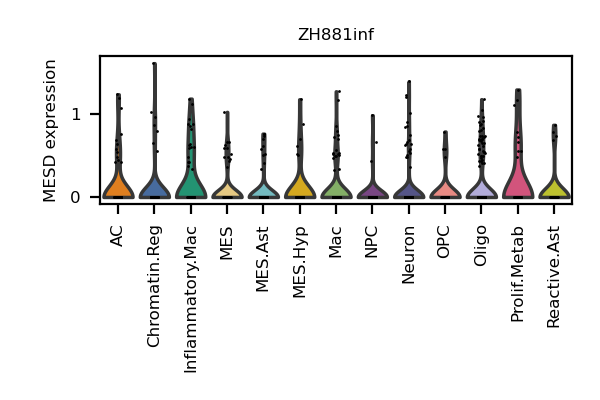 ZH881inf
MESD expression
1
0
AC
Chromatin.Reg
Inflammatory.Mac
MES
MES.Ast
MES.Hyp
Mac
NPC
Neuron
OPC
Oligo
Prolif.Metab
Reactive.Ast